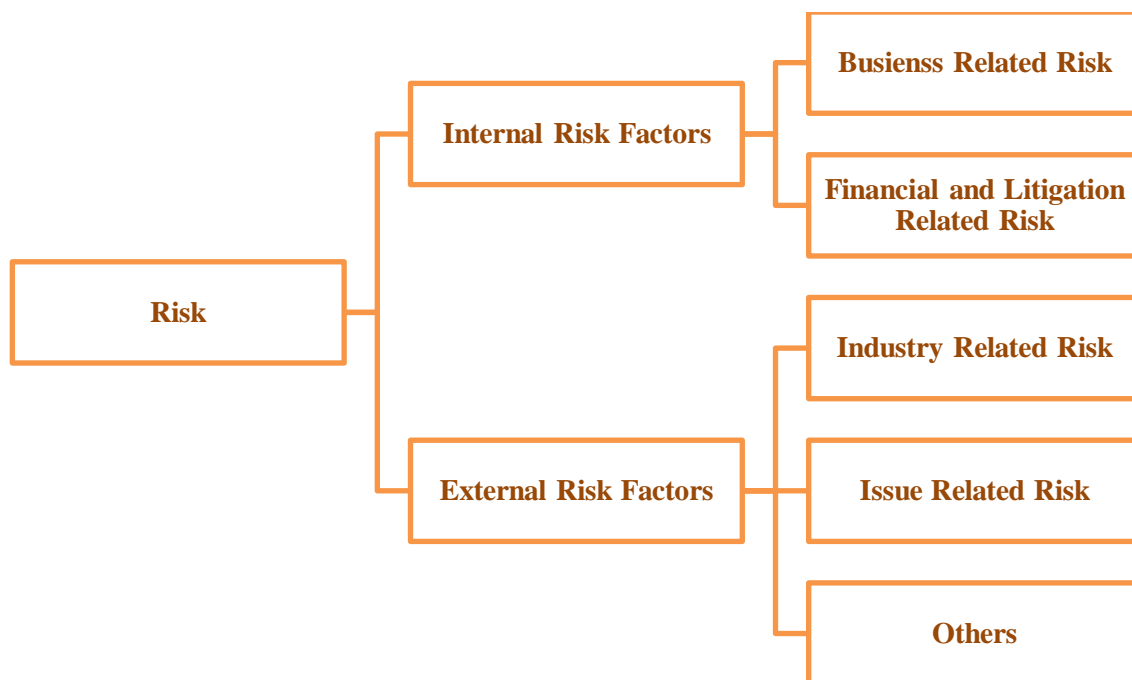 Busienss Related Risk
Internal Risk Factors
Financial and Litigation
Related Risk
Risk
Industry Related Risk
External Risk Factors
Issue Related Risk
Others